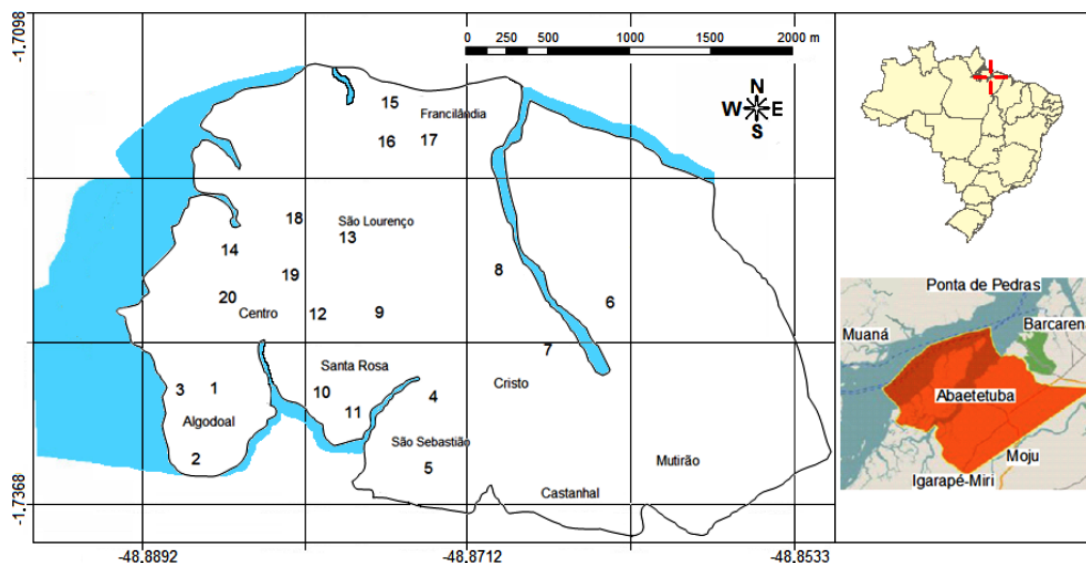 -1,7098
0 250 500 1000 1500 2000 m
N
W E
S
15
Francilândia
16 17
18
São Lourenço
13
14
19
8
20
Centro
12 9
6
7
Santa Rosa
3 1
10
4
Cristo
Algodoal
11
São Sebastião
2
5
Mutirão
Castanhal
-1,7368
-48,8892 -48,8712 -48,8533
Ponta de Pedras
Muaná
Barcarena
Abaetetuba
Moju
Igarapé-Miri